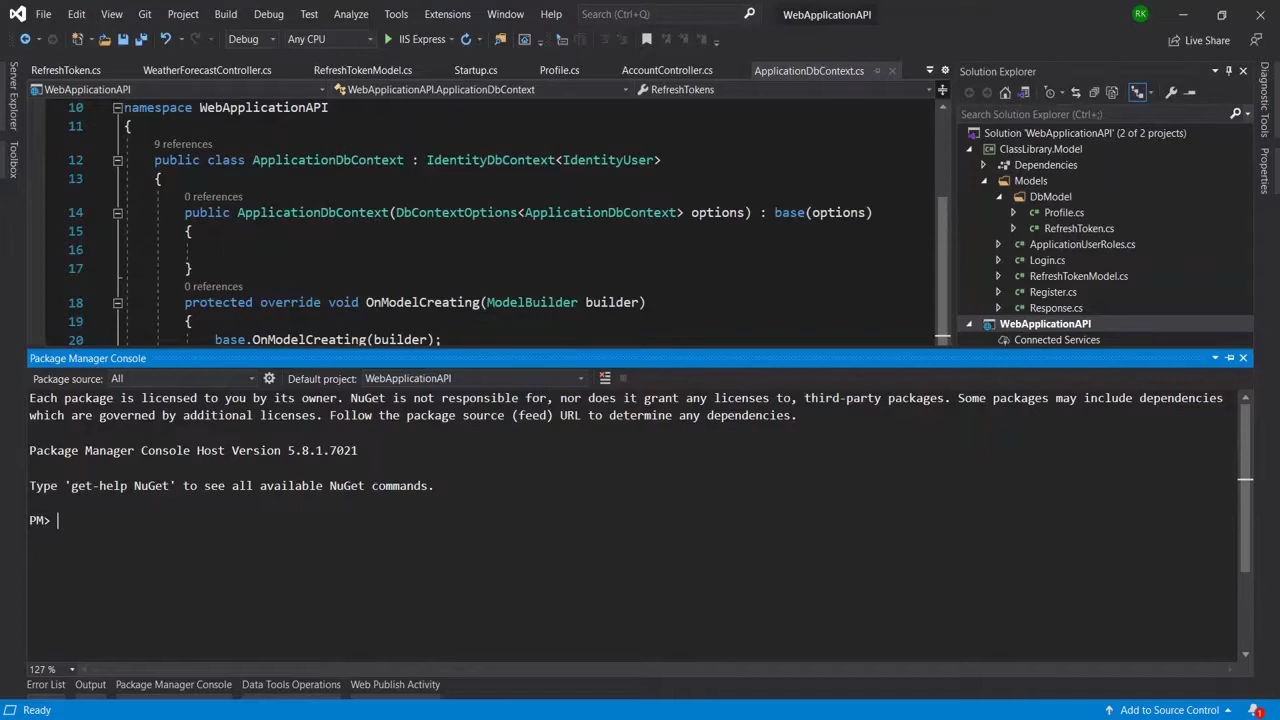 File Edit View Git Project Build Debug Test Analyze Tools Extensions Window Help Search (Ctrl+Q) WebApplicationAPI RK
Debug Any CPU IIS Express Live Share
Server Explorer
Toolbox
RefreshToken.cs WeatherForecastController.cs RefreshTokenModel.cs Startup.cs Profile.cs AccountController.cs ApplicationDbContext.cs
WebApplicationAPI WebApplicationAPI.ApplicationDbContext RefreshTokens
10 namespace WebApplicationAPI
11 {
9 references
12 public class ApplicationDbContext : IdentityDbContext<IdentityUser>
13 {
0 references
14 public ApplicationDbContext(DbContextOptions<ApplicationDbContext> options) : base(options)
15 {
16
17 }
0 references
18 protected override void OnModelCreating(ModelBuilder builder)
19 {
20 base.OnModelCreating(builder);
Solution Explorer
Search Solution Explorer (Ctrl+;)
Solution 'WebApplicationAPI' (2 of 2 projects)
ClassLibrary.Model
Dependencies
Models
DbModel
Profile.cs
RefreshToken.cs
ApplicationUserRoles.cs
Login.cs
RefreshTokenModel.cs
Register.cs
Response.cs
WebApplicationAPI
Connected Services
Diagnostic Tools
Properties
Package Manager Console
Package source: All Default project: WebApplicationAPI
Each package is licensed to you by its owner. NuGet is not responsible for, nor does it grant any licenses to, third-party packages. Some packages may include dependencies
which are governed by additional licenses. Follow the package source (feed) URL to determine any dependencies.
Package Manager Console Host Version 5.8.1.7021
Type 'get-help NuGet' to see all available NuGet commands.
PM>
127 %
Error List Output Package Manager Console Data Tools Operations Web Publish Activity
Ready Add to Source Control 1